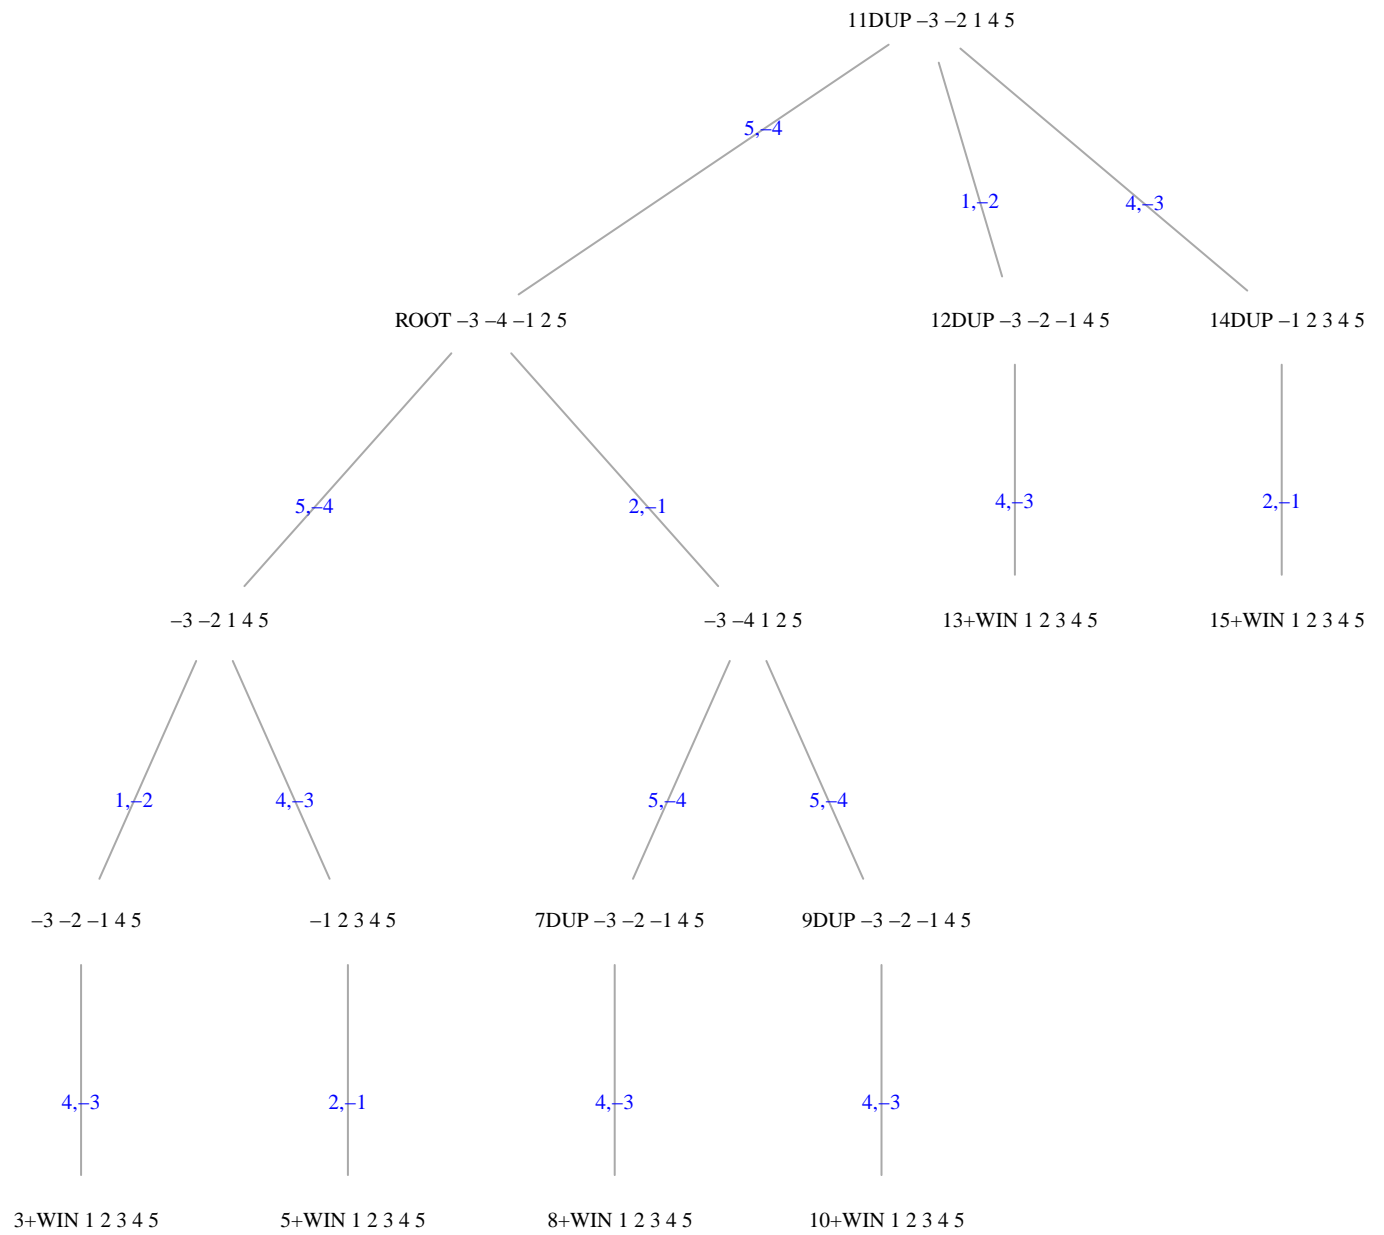 11DUP −3 −2 1 4 5
5,−4
1,−2
4,−3
ROOT −3 −4 −1 2 5
12DUP −3 −2 −1 4 5
14DUP −1 2 3 4 5
5,−4
2,−1
4,−3
2,−1
−3 −2 1 4 5
−3 −4 1 2 5
13+WIN 1 2 3 4 5
15+WIN 1 2 3 4 5
1,−2
4,−3
5,−4
5,−4
−3 −2 −1 4 5
−1 2 3 4 5
7DUP −3 −2 −1 4 5
9DUP −3 −2 −1 4 5
4,−3
2,−1
4,−3
4,−3
3+WIN 1 2 3 4 5
5+WIN 1 2 3 4 5
8+WIN 1 2 3 4 5
10+WIN 1 2 3 4 5